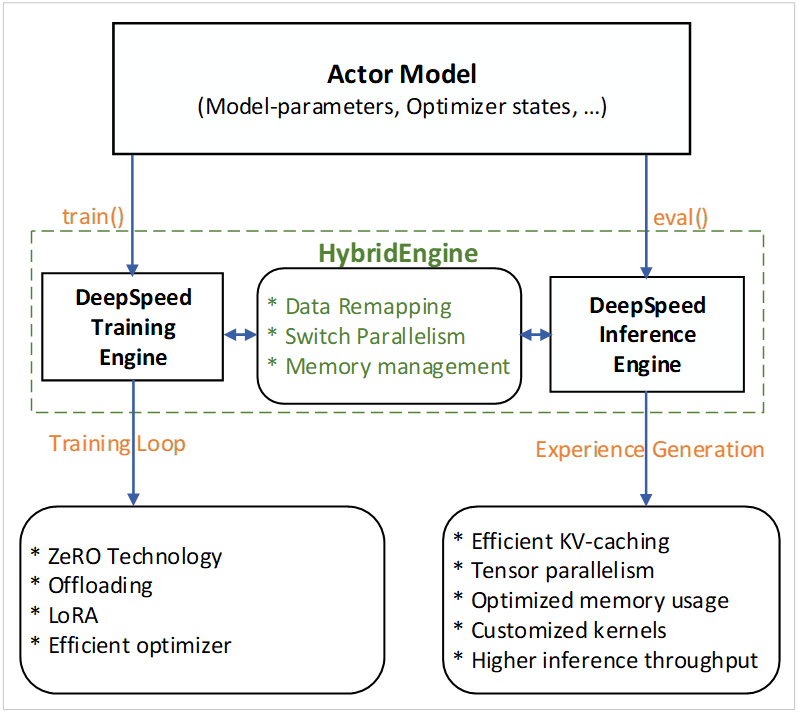 Actor Model
(Model-parameters, Optimizer states, ...)
train()
eval()
HybridEngine
DeepSpeed
Training
Engine
* Data Remapping
* Switch Parallelism
* Memory management
DeepSpeed
Inference
Engine
Training Loop
Experience Generation
* ZeRO Technology
* Offloading
* LoRA
* Efficient optimizer
* Efficient KV-caching
* Tensor parallelism
* Optimized memory usage
* Customized kernels
* Higher inference throughput